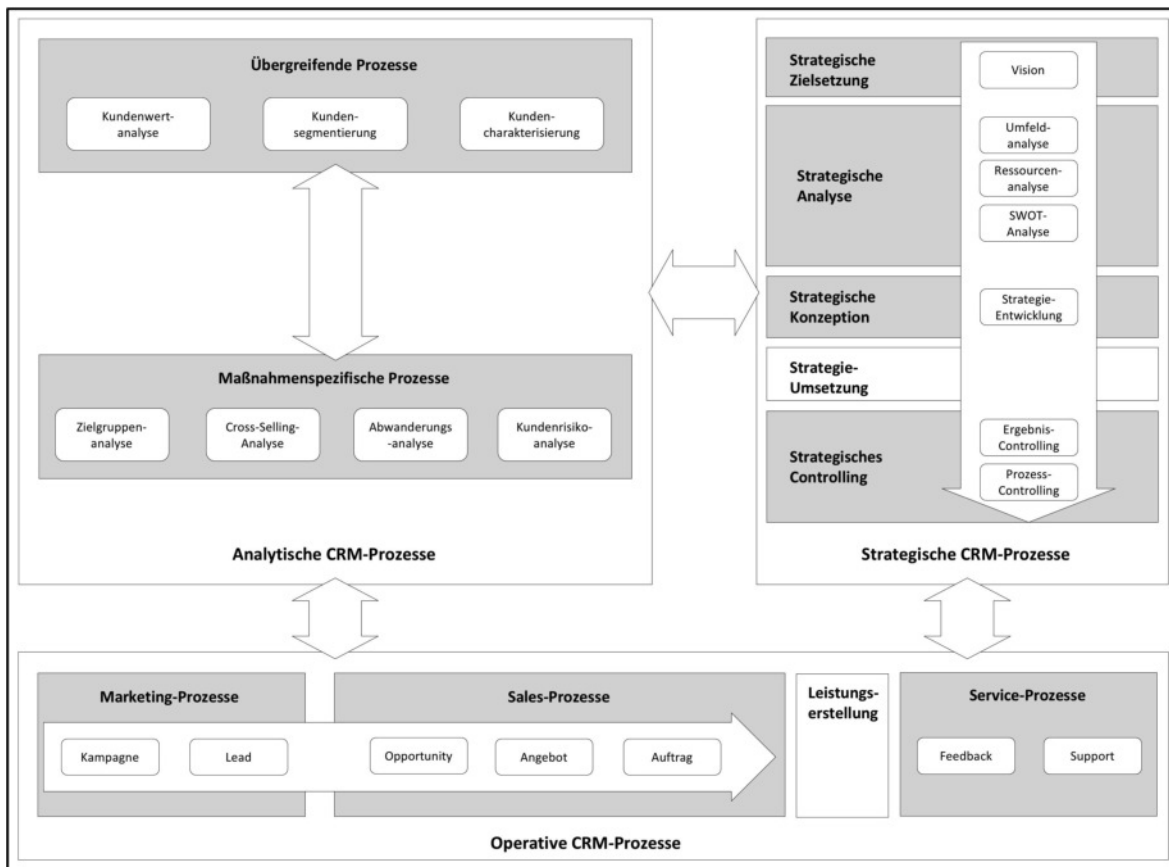 Übergreifende Prozesse
Kundenwert-
analyse
Kunden-
segmentierung
Kunden-
charakterisierung
Maßnahmenspezifische Prozesse
Zielgruppen-
analyse
Cross-Selling-
Analyse
Abwanderungs
-analyse
Kundenrisiko-
analyse
Analytische CRM-Prozesse
Strategische
Zielsetzung
Vision
Strategische
Analyse
Umfeld-
analyse
Ressourcen-
analyse
SWOT-
Analyse
Strategische
Konzeption
Strategie-
Entwicklung
Strategie-
Umsetzung
Strategisches
Controlling
Ergebnis-
Controlling
Prozess-
Controlling
Strategische CRM-Prozesse
Marketing-Prozesse
Kampagne
Lead
Sales-Prozesse
Opportunity
Angebot
Auftrag
Leistungs-
erstellung
Service-Prozesse
Feedback
Support
Operative CRM-Prozesse